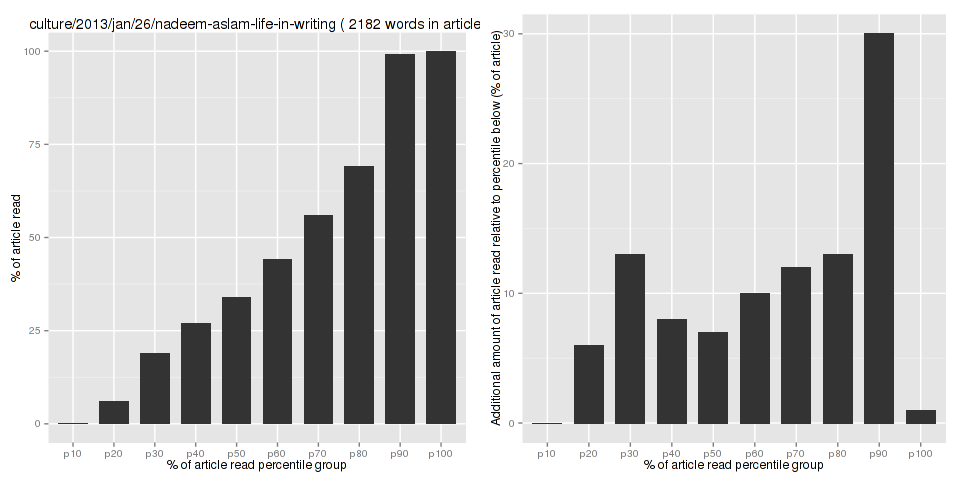 culture/2013/jan/26/nadeem-aslam-life-in-writing ( 2182 words in article
% of article read
100
75
50
25
0
p10 p20 p30 p40 p50 p60 p70 p80 p90 p100
% of article read percentile group
Additional amount of article read relative to percentile below (% of article)
30
20
10
0
p10 p20 p30 p40 p50 p60 p70 p80 p90 p100
% of article read percentile group